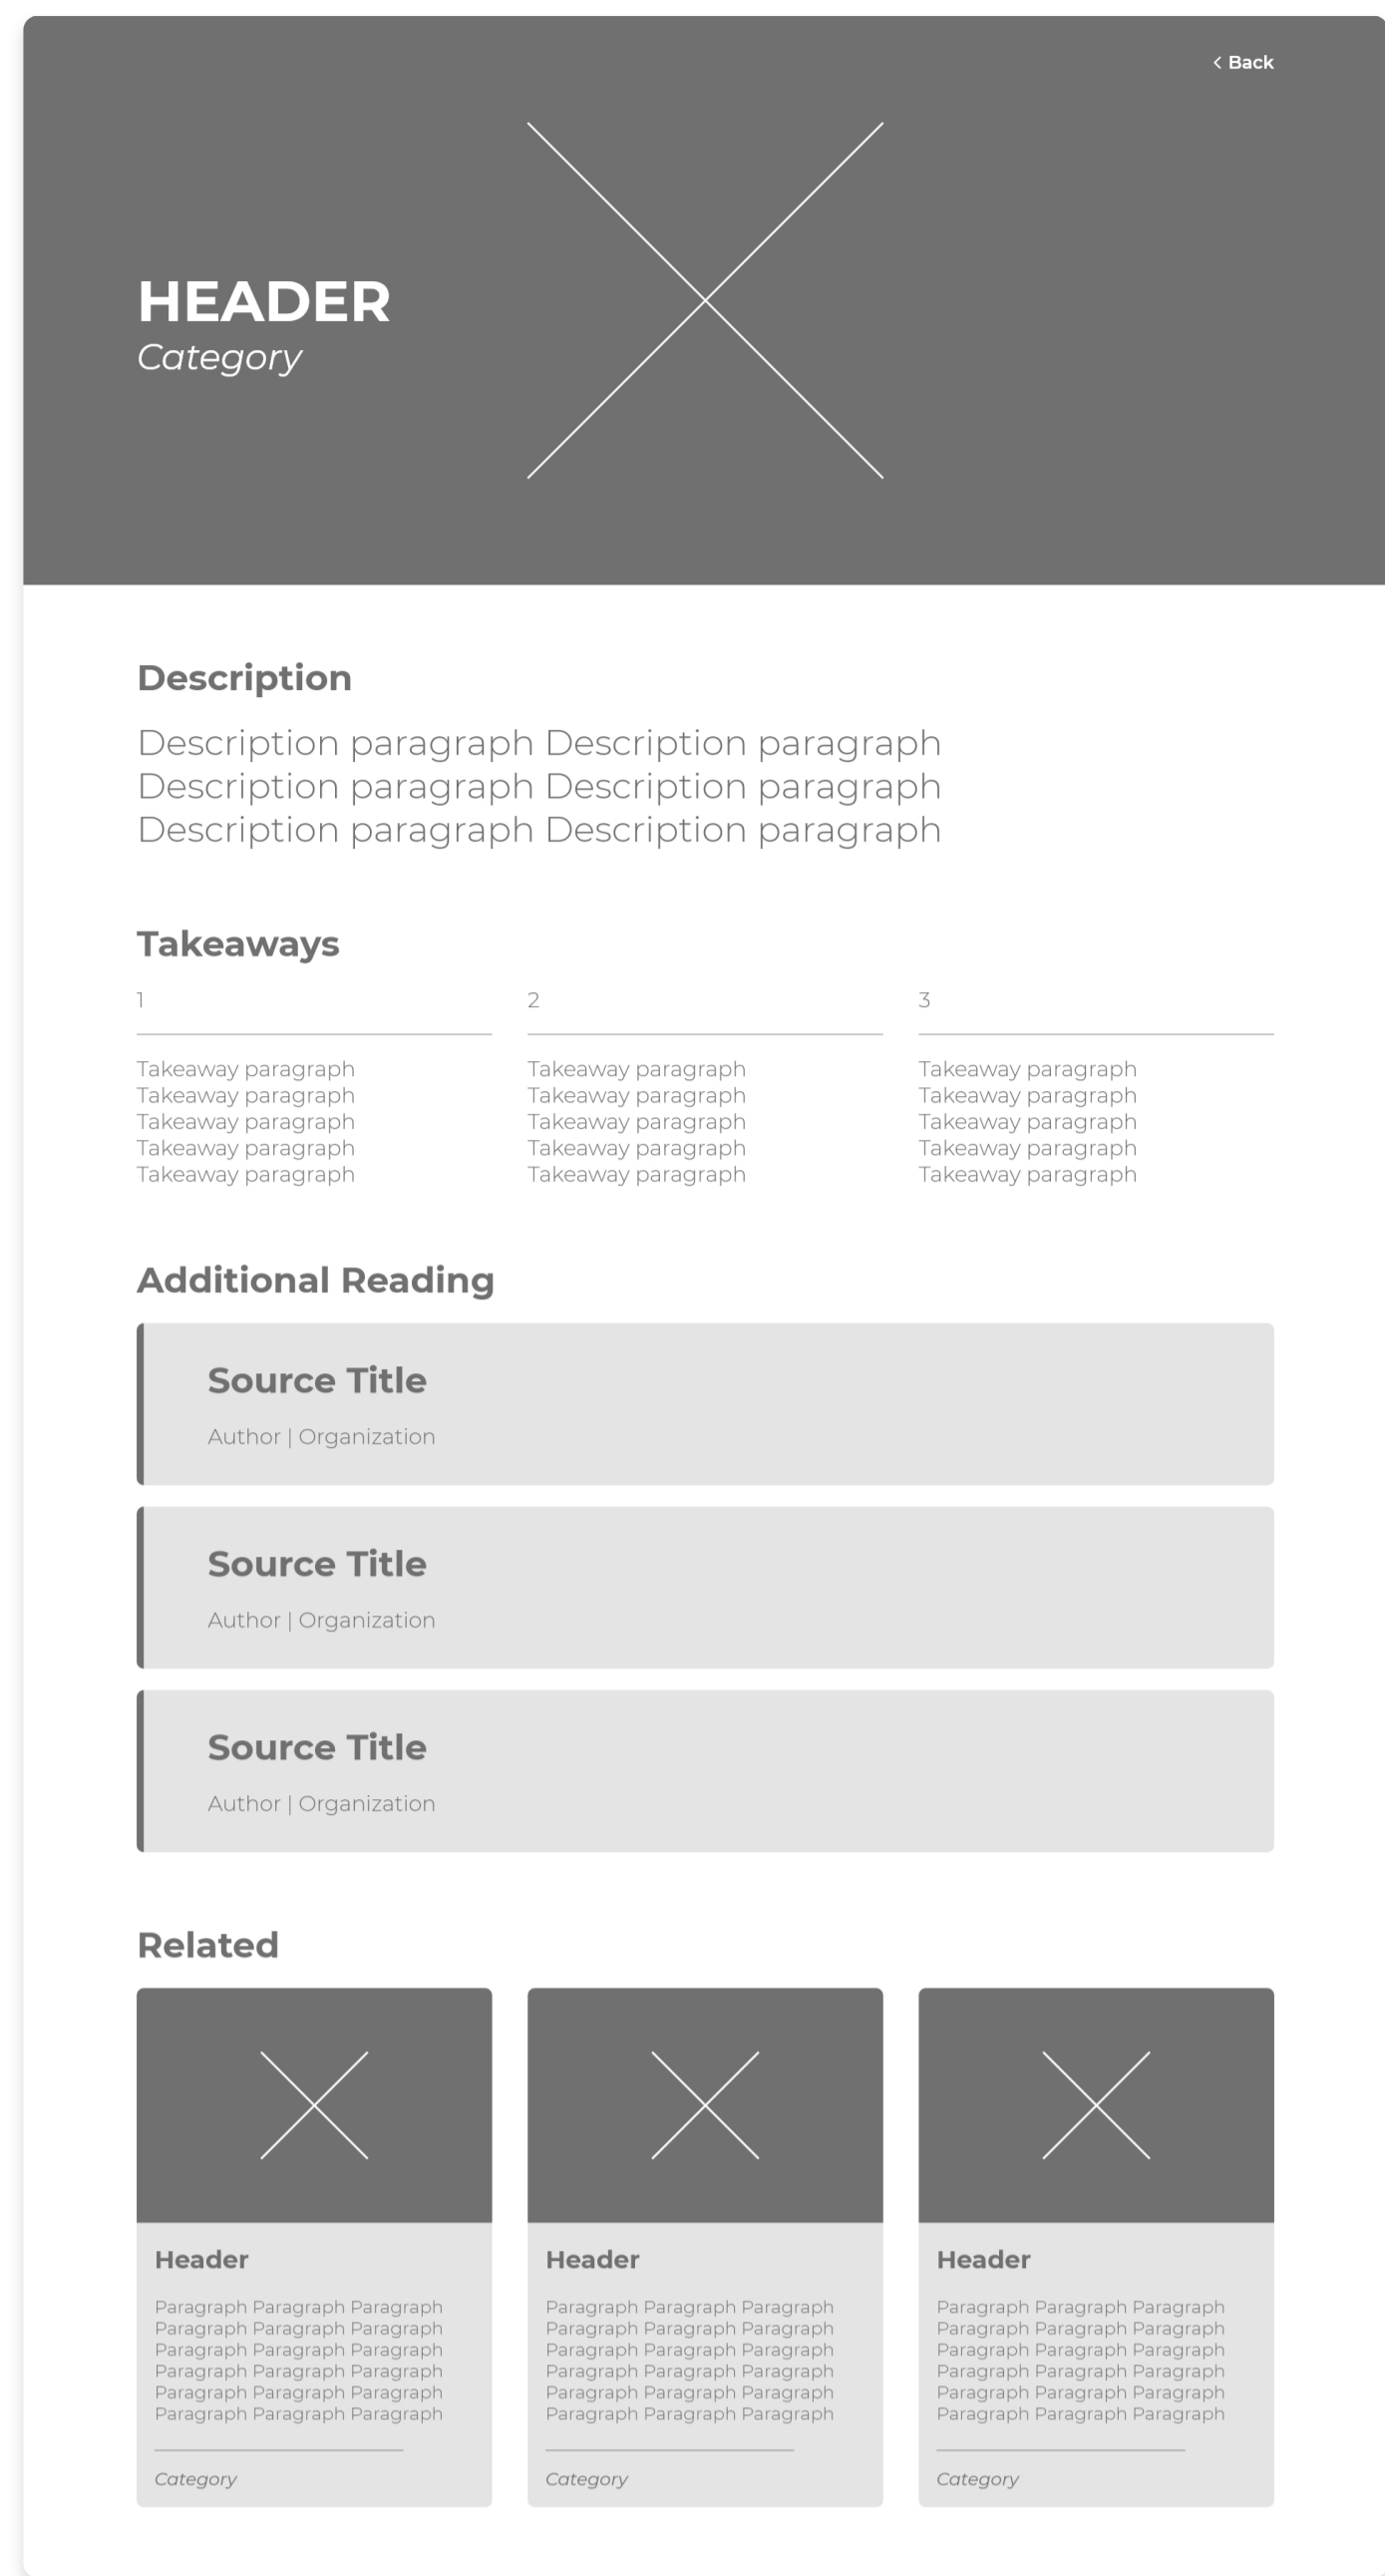 Back
HEADER
Category
Description
Description paragraph Description paragraph
Description paragraph Description paragraph
Description paragraph Description paragraph
Takeaways
1
Takeaway paragraph
Takeaway paragraph
Takeaway paragraph
Takeaway paragraph
Takeaway paragraph
2
Takeaway paragraph
Takeaway paragraph
Takeaway paragraph
Takeaway paragraph
Takeaway paragraph
3
Takeaway paragraph
Takeaway paragraph
Takeaway paragraph
Takeaway paragraph
Takeaway paragraph
Additional Reading
Source Title
Author | Organization
Source Title
Author | Organization
Source Title
Author | Organization
Related
Header
Paragraph Paragraph Paragraph
Paragraph Paragraph Paragraph
Paragraph Paragraph Paragraph
Paragraph Paragraph Paragraph
Paragraph Paragraph Paragraph
Paragraph Paragraph Paragraph
Category
Header
Paragraph Paragraph Paragraph
Paragraph Paragraph Paragraph
Paragraph Paragraph Paragraph
Paragraph Paragraph Paragraph
Paragraph Paragraph Paragraph
Paragraph Paragraph Paragraph
Category
Header
Paragraph Paragraph Paragraph
Paragraph Paragraph Paragraph
Paragraph Paragraph Paragraph
Paragraph Paragraph Paragraph
Paragraph Paragraph Paragraph
Paragraph Paragraph Paragraph
Category